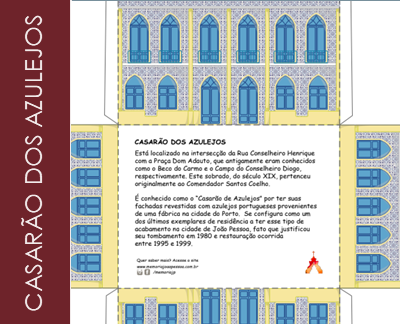 CASARÃO DOS AZULEJOS
CASARÃO DOS AZULEJOS
Está localizado na intersecção da Rua Conselheiro Henrique
com a Praça Dom Adauto, que antigamente eram conhecidos
como o Beco do Carmo e o Campo do Conselheiro Diogo,
respectivamente. Este sobrado, do século XIX, pertenceu
originalmente ao Comendador Santos Coelho.
É conhecido como o "Casarão de Azulejos" por ter suas
fachadas revestidas com azulejos portugueses provenientes
de uma fábrica na cidade do Porto. Se configura como um
dos últimos exemplares de residência a ter esse tipo de
acabamento na cidade de João Pessoa, fato que justificou
seu tombamento em 1980 e restauração ocorrida
entre 1995 e 1999.
Quer saber mais? Acesse o site
www.memoriajoaopessoa.com.br
/memoriajp